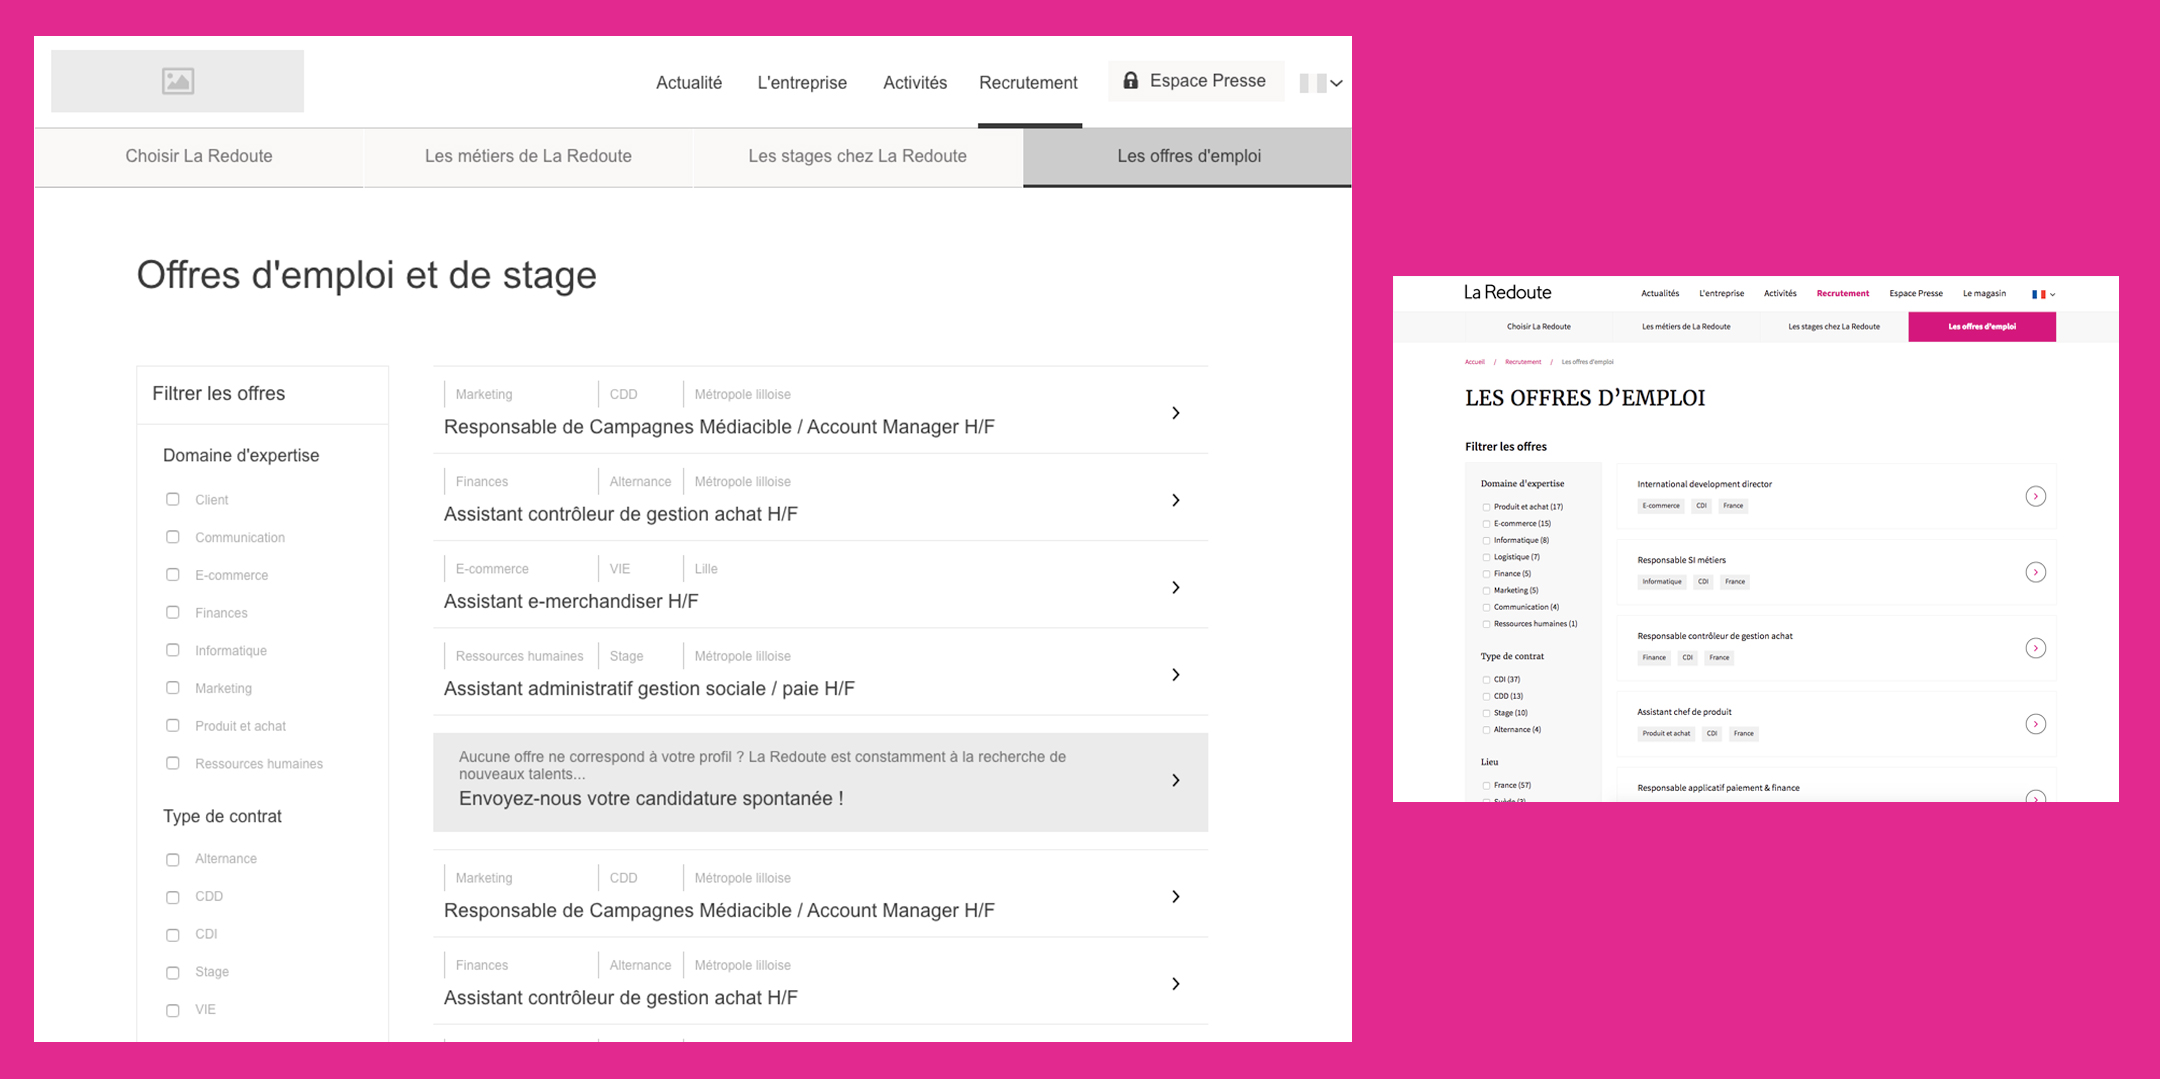 Actualité L'entreprise Activités Recrutement Espace Presse
Choisir La Redoute Les métiers de La Redoute Les stages chez La Redoute Les offres d'emploi
Offres d'emploi et de stage
Filtrer les offres
Domaine d'expertise
Client
Communication
E-commerce
Finances
Informatique
Marketing
Produit et achat
Ressources humaines
Type de contrat
Alternance
CDD
CDI
Stage
VIE
Marketing CDD Métropole lilloise
Responsable de Campagnes Médiacible / Account Manager H/F
Finances Alternance Métropole lilloise
Assistant contrôleur de gestion achat H/F
E-commerce VIE Lille
Assistant e-merchandiser H/F
Ressources humaines Stage Métropole lilloise
Assistant administratif gestion sociale / paie H/F
Aucune offre ne correspond à votre profil ? La Redoute est constamment à la recherche de
nouveaux talents...
Envoyez-nous votre candidature spontanée !
Marketing CDD Métropole lilloise
Responsable de Campagnes Médiacible / Account Manager H/F
Finances Alternance Métropole lilloise
Assistant contrôleur de gestion achat H/F
La Redoute Actualités L'entreprise Activités Recrutement Espace Presse Le magasin
Choisir La Redoute Les métiers de La Redoute Les stages chez La Redoute Les offres d'emploi
Accueil / Recrutement / Les offres d'emploi
LES OFFRES D'EMPLOI
Filtrer les offres
Domaine d'expertise
Produit et achat (17)
E-commerce (15)
Informatique (8)
Logistique (7)
Finance (5)
Marketing (5)
Communication (4)
Ressources humaines (1)
Type de contrat
CDI (37)
CDD (13)
Stage (10)
Alternance (4)
Lieu
France (57)
International development director
E-commerce CDI France
Responsable SI métiers
Informatique CDI France
Responsable contrôleur de gestion achat
Finance CDI France
Assistant chef de produit
Produit et achat CDI France
Responsable applicatif paiement & finance